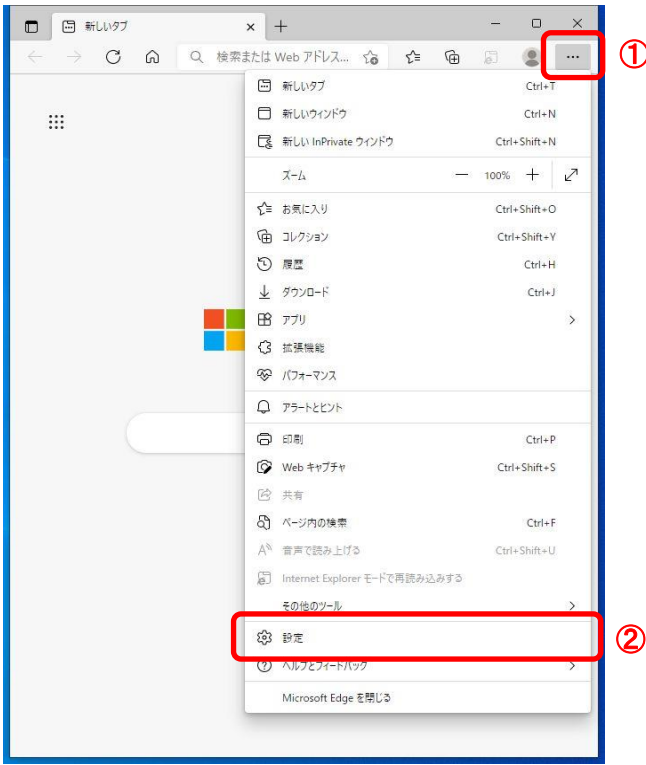 新しいタブ
①
検索または Web アドレス...
新しいタブ Ctrl+T
新しいウィンドウ Ctrl+N
新しい InPrivate ウィンドウ Ctrl+Shift+N
ズーム 100%
お気に入り Ctrl+Shift+O
コレクション Ctrl+Shift+Y
履歴 Ctrl+H
ダウンロード Ctrl+J
アプリ
拡張機能
パフォーマンス
アラートとヒント
印刷 Ctrl+P
Web キャプチャ Ctrl+Shift+S
共有
ページ内の検索 Ctrl+F
音声で読み上げる Ctrl+Shift+U
Internet Explorer モードで再読み込みする
その他のツール
設定
②
ヘルプとフィードバック
Microsoft Edge を閉じる